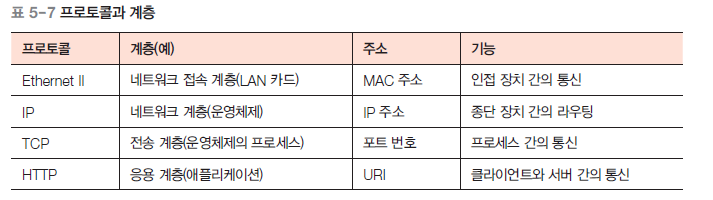 표 5-7 프로토콜과 계층
프로토콜 계층(예) 주소 기능
Ethernet II 네트워크 접속 계층(LAN 카드) MAC 주소 인접 장치 간의 통신
IP 네트워크 계층(운영체제) IP 주소 종단 장치 간의 라우팅
TCP 전송 계층(운영체제의 프로세스) 포트 번호 프로세스 간의 통신
HTTP 응용 계층(애플리케이션) URI 클라이언트와 서버 간의 통신